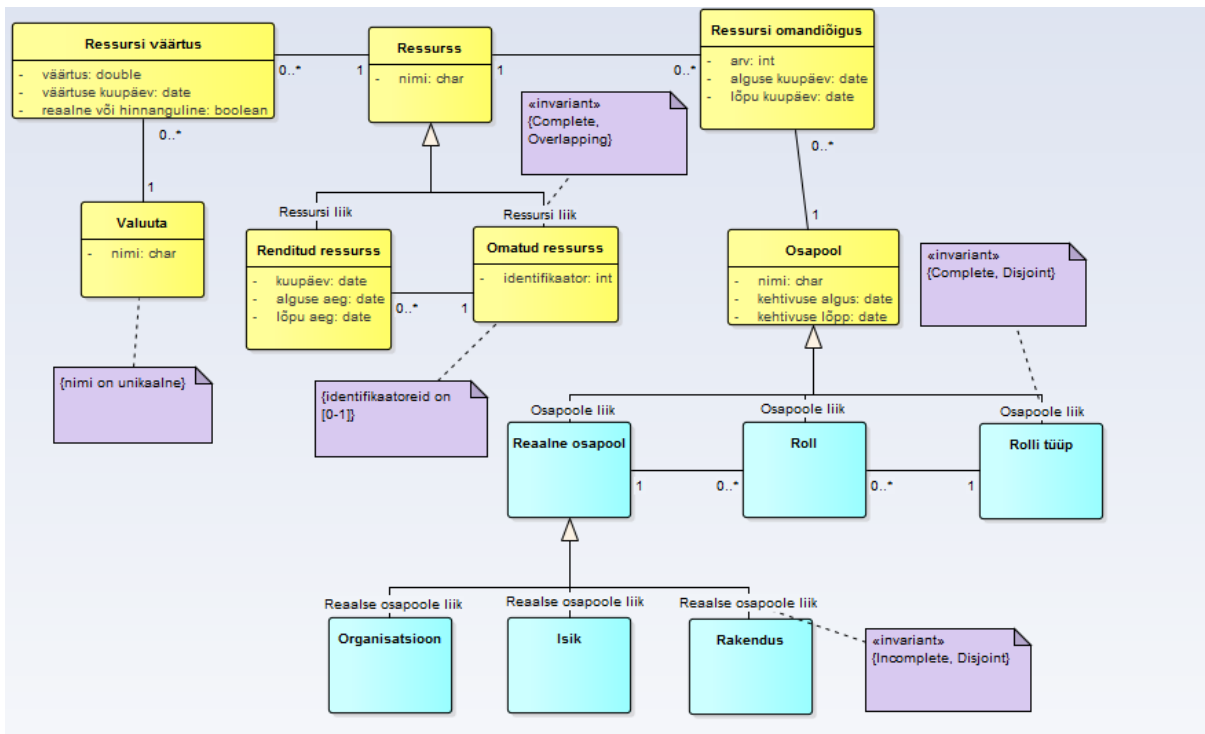 Ressursi väärtus
- väärtus: double
- väärtuse kuupäev: date
- reaalne või hinnanguline: boolean
0..*
1
Ressurss
- nimi: char
1
0..*
Ressursi omandiõigus
- arv: int
- alguse kuupäev: date
- lõpu kuupäev: date
«invariant»
{Complete,
Overlapping}
0..*
1
0..*
1
Valuuta
- nimi: char
Ressursi liik
Ressursi liik
Renditud ressurss
- kuupäev: date
- alguse aeg: date
- lõpu aeg: date
0..*
1
Omatud ressurss
- identifikaator: int
Osapool
- nimi: char
- kehtivuse algus: date
- kehtivuse lõpp: date
«invariant»
{Complete, Disjoint}
{nimi on unikaalne}
{identifikaatoreid on
[0-1]}
Osapoole liik
Osapoole liik
Osapoole liik
Reaalne osapool
1
0..*
Roll
0..*
1
Rolli tüüp
Reaalse osapoole liik
Reaalse osapoole liik
Reaalse osapoole liik
Organisatsioon
Isik
Rakendus
«invariant»
{Incomplete, Disjoint}